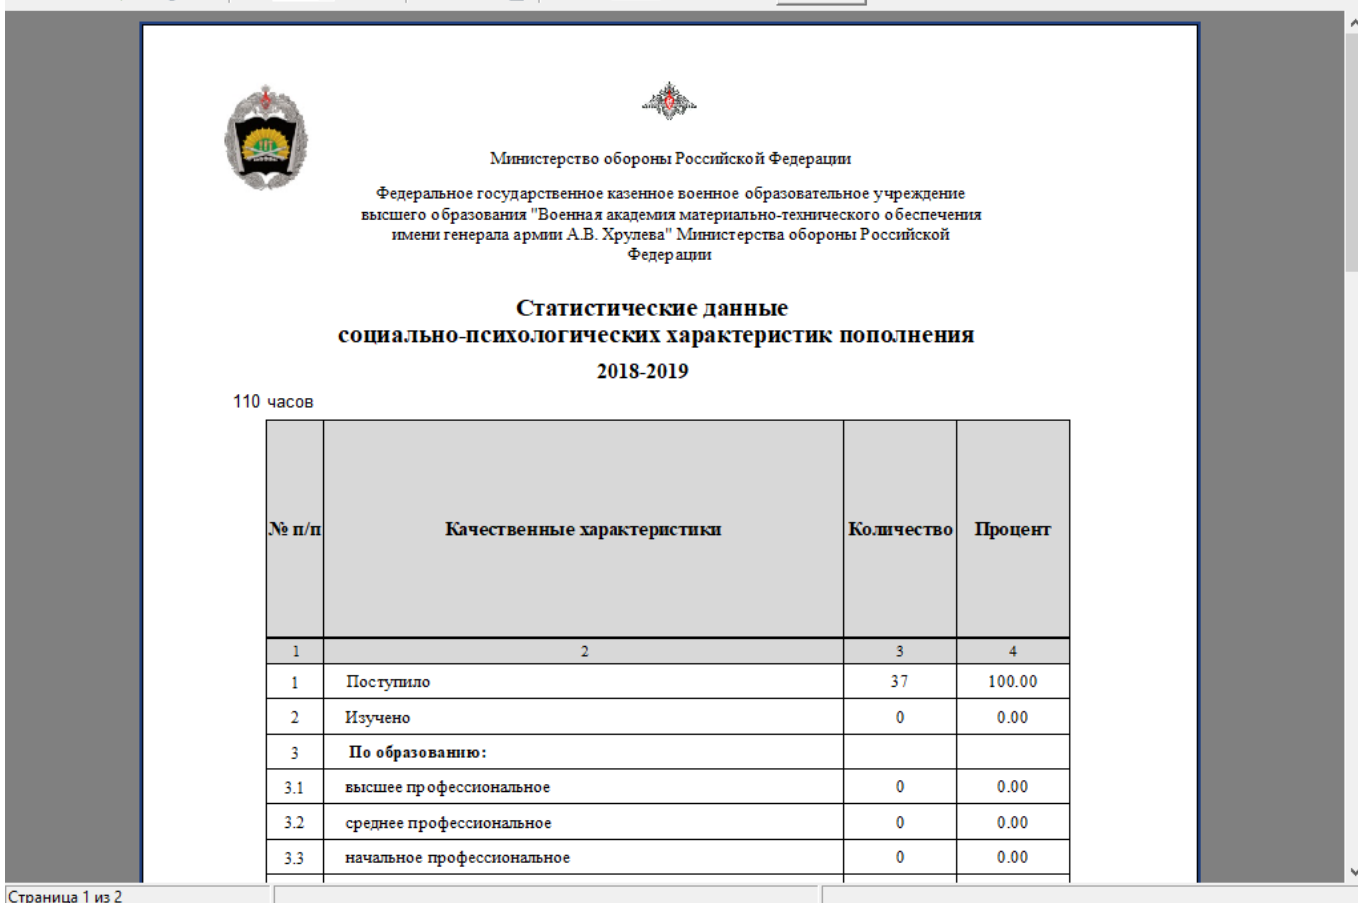 Министерство обороны Российской Федерации
Федеральное государственное казенное военное образовательное учреждение
высшего образования "Военная академия материально-технического обеспечения
имени генерала армии А.В. Хрулева" Министерства обороны Российской
Федерации
Статистические данные
социально-психологических характеристик пополнения
2018-2019
110 часов
№ п/п Качественные характеристики Количество Процент
1 2 3 4
1 Поступило 37 100.00
2 Изучено 0 0.00
3 По образованию:
3.1 высшее профессиональное 0 0.00
3.2 среднее профессиональное 0 0.00
3.3 начальное профессиональное 0 0.00
Страница 1 из 2